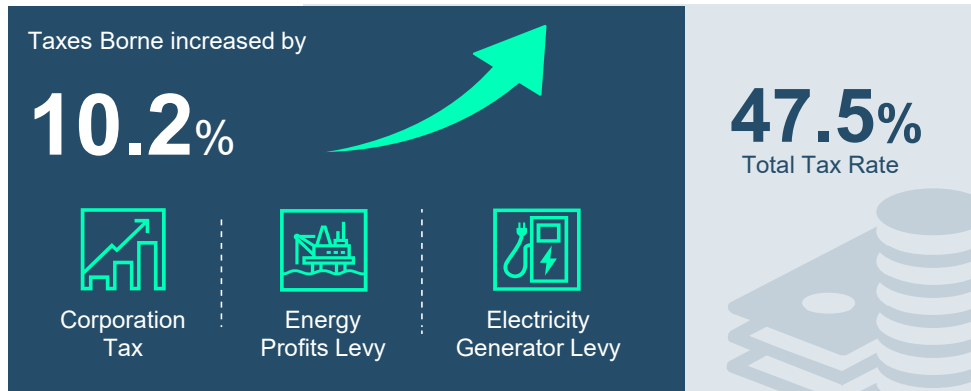 Taxes Borne increased by
10.2%
Corporation
Tax
Energy
Profits Levy
Electricity
Generator Levy
47.5%
Total Tax Rate